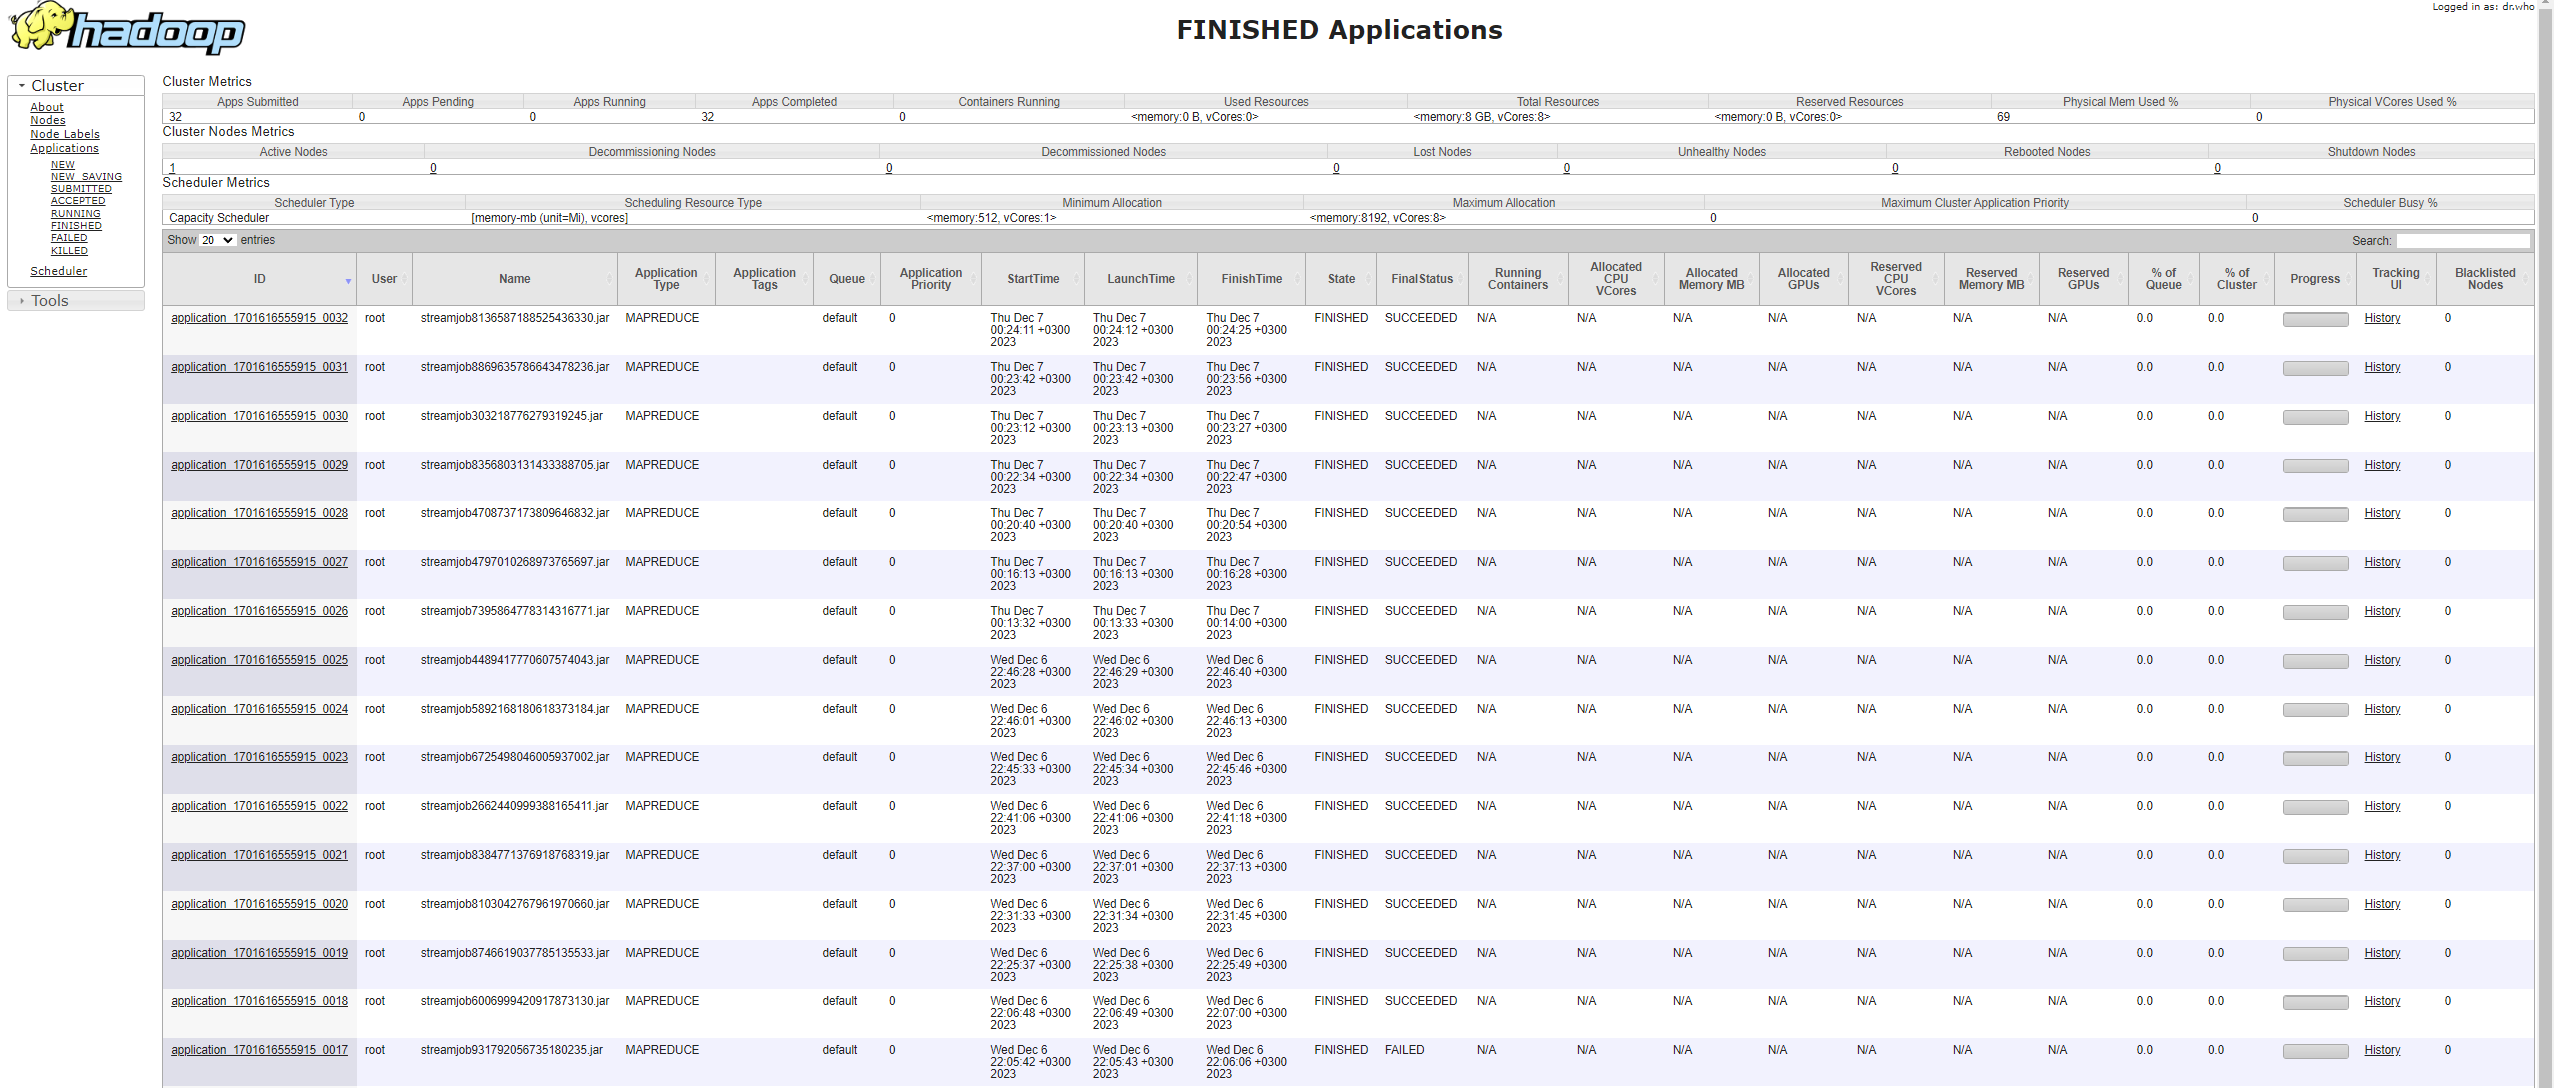 hadoop
Logged in as: dr.who
FINISHED Applications
Cluster
About
Nodes
Node Labels
Applications
NEW
NEW_SAVING
SUBMITTED
ACCEPTED
RUNNING
FINISHED
FAILED
KILLED
Scheduler
Tools
Cluster Metrics
Apps Submitted Apps Pending Apps Running Apps Completed Containers Running Used Resources Total Resources Reserved Resources Physical Mem Used % Physical VCores Used %
32 0 0 32 0 <memory:0 B, vCores:0> <memory:8 GB, vCores:8> <memory:0 B, vCores:0> 69 0
Cluster Nodes Metrics
Active Nodes Decommissioning Nodes Decommissioned Nodes Lost Nodes Unhealthy Nodes Rebooted Nodes Shutdown Nodes
1 0 0 0 0 0 0
Scheduler Metrics
Scheduler Type Scheduling Resource Type Minimum Allocation Maximum Allocation Maximum Cluster Application Priority Scheduler Busy %
Capacity Scheduler [memory-mb (unit=Mi), vcores] <memory:512, vCores:1> <memory:8192, vCores:8> 0 0
Show 20 entries Search:
ID User Name Application Type Application Tags Queue Application Priority StartTime LaunchTime FinishTime State FinalStatus Running Containers Allocated CPU VCores Allocated Memory MB Allocated GPUs Reserved CPU VCores Reserved Memory MB Reserved GPUs % of Queue % of Cluster Progress Tracking UI Blacklisted Nodes
application_1701616555915_0032 root streamjob8136587188525436330.jar MAPREDUCE default 0 Thu Dec 7 00:24:11 +0300 2023 Thu Dec 7 00:24:12 +0300 2023 Thu Dec 7 00:24:25 +0300 2023 FINISHED SUCCEEDED N/A N/A N/A N/A N/A N/A N/A 0.0 0.0 History 0
application_1701616555915_0031 root streamjob8869635786643478236.jar MAPREDUCE default 0 Thu Dec 7 00:23:42 +0300 2023 Thu Dec 7 00:23:42 +0300 2023 Thu Dec 7 00:23:56 +0300 2023 FINISHED SUCCEEDED N/A N/A N/A N/A N/A N/A N/A 0.0 0.0 History 0
application_1701616555915_0030 root streamjob303218776279319245.jar MAPREDUCE default 0 Thu Dec 7 00:23:12 +0300 2023 Thu Dec 7 00:23:13 +0300 2023 Thu Dec 7 00:23:27 +0300 2023 FINISHED SUCCEEDED N/A N/A N/A N/A N/A N/A N/A 0.0 0.0 History 0
application_1701616555915_0029 root streamjob8356803131433388705.jar MAPREDUCE default 0 Thu Dec 7 00:22:34 +0300 2023 Thu Dec 7 00:22:34 +0300 2023 Thu Dec 7 00:22:47 +0300 2023 FINISHED SUCCEEDED N/A N/A N/A N/A N/A N/A N/A 0.0 0.0 History 0
application_1701616555915_0028 root streamjob4708737173809646832.jar MAPREDUCE default 0 Thu Dec 7 00:20:40 +0300 2023 Thu Dec 7 00:20:40 +0300 2023 Thu Dec 7 00:20:54 +0300 2023 FINISHED SUCCEEDED N/A N/A N/A N/A N/A N/A N/A 0.0 0.0 History 0
application_1701616555915_0027 root streamjob4797010268973765697.jar MAPREDUCE default 0 Thu Dec 7 00:16:13 +0300 2023 Thu Dec 7 00:16:13 +0300 2023 Thu Dec 7 00:16:28 +0300 2023 FINISHED SUCCEEDED N/A N/A N/A N/A N/A N/A N/A 0.0 0.0 History 0
application_1701616555915_0026 root streamjob7395864778314316771.jar MAPREDUCE default 0 Thu Dec 7 00:13:32 +0300 2023 Thu Dec 7 00:13:33 +0300 2023 Thu Dec 7 00:14:00 +0300 2023 FINISHED SUCCEEDED N/A N/A N/A N/A N/A N/A N/A 0.0 0.0 History 0
application_1701616555915_0025 root streamjob4489417770607574043.jar MAPREDUCE default 0 Wed Dec 6 22:46:28 +0300 2023 Wed Dec 6 22:46:29 +0300 2023 Wed Dec 6 22:46:40 +0300 2023 FINISHED SUCCEEDED N/A N/A N/A N/A N/A N/A N/A 0.0 0.0 History 0
application_1701616555915_0024 root streamjob5892168180618373184.jar MAPREDUCE default 0 Wed Dec 6 22:46:01 +0300 2023 Wed Dec 6 22:46:02 +0300 2023 Wed Dec 6 22:46:13 +0300 2023 FINISHED SUCCEEDED N/A N/A N/A N/A N/A N/A N/A 0.0 0.0 History 0
application_1701616555915_0023 root streamjob6725498046005937002.jar MAPREDUCE default 0 Wed Dec 6 22:45:33 +0300 2023 Wed Dec 6 22:45:34 +0300 2023 Wed Dec 6 22:45:46 +0300 2023 FINISHED SUCCEEDED N/A N/A N/A N/A N/A N/A N/A 0.0 0.0 History 0
application_1701616555915_0022 root streamjob2662440999388165411.jar MAPREDUCE default 0 Wed Dec 6 22:41:06 +0300 2023 Wed Dec 6 22:41:06 +0300 2023 Wed Dec 6 22:41:18 +0300 2023 FINISHED SUCCEEDED N/A N/A N/A N/A N/A N/A N/A 0.0 0.0 History 0
application_1701616555915_0021 root streamjob8384771376918768319.jar MAPREDUCE default 0 Wed Dec 6 22:37:00 +0300 2023 Wed Dec 6 22:37:01 +0300 2023 Wed Dec 6 22:37:13 +0300 2023 FINISHED SUCCEEDED N/A N/A N/A N/A N/A N/A N/A 0.0 0.0 History 0
application_1701616555915_0020 root streamjob8103042767961970660.jar MAPREDUCE default 0 Wed Dec 6 22:31:33 +0300 2023 Wed Dec 6 22:31:34 +0300 2023 Wed Dec 6 22:31:45 +0300 2023 FINISHED SUCCEEDED N/A N/A N/A N/A N/A N/A N/A 0.0 0.0 History 0
application_1701616555915_0019 root streamjob8746619037785135533.jar MAPREDUCE default 0 Wed Dec 6 22:25:37 +0300 2023 Wed Dec 6 22:25:38 +0300 2023 Wed Dec 6 22:25:49 +0300 2023 FINISHED SUCCEEDED N/A N/A N/A N/A N/A N/A N/A 0.0 0.0 History 0
application_1701616555915_0018 root streamjob6006999420917873130.jar MAPREDUCE default 0 Wed Dec 6 22:06:48 +0300 2023 Wed Dec 6 22:06:49 +0300 2023 Wed Dec 6 22:07:00 +0300 2023 FINISHED SUCCEEDED N/A N/A N/A N/A N/A N/A N/A 0.0 0.0 History 0
application_1701616555915_0017 root streamjob931792056735180235.jar MAPREDUCE default 0 Wed Dec 6 22:05:42 +0300 2023 Wed Dec 6 22:05:43 +0300 2023 Wed Dec 6 22:06:06 +0300 2023 FINISHED FAILED N/A N/A N/A N/A N/A N/A N/A 0.0 0.0 History 0